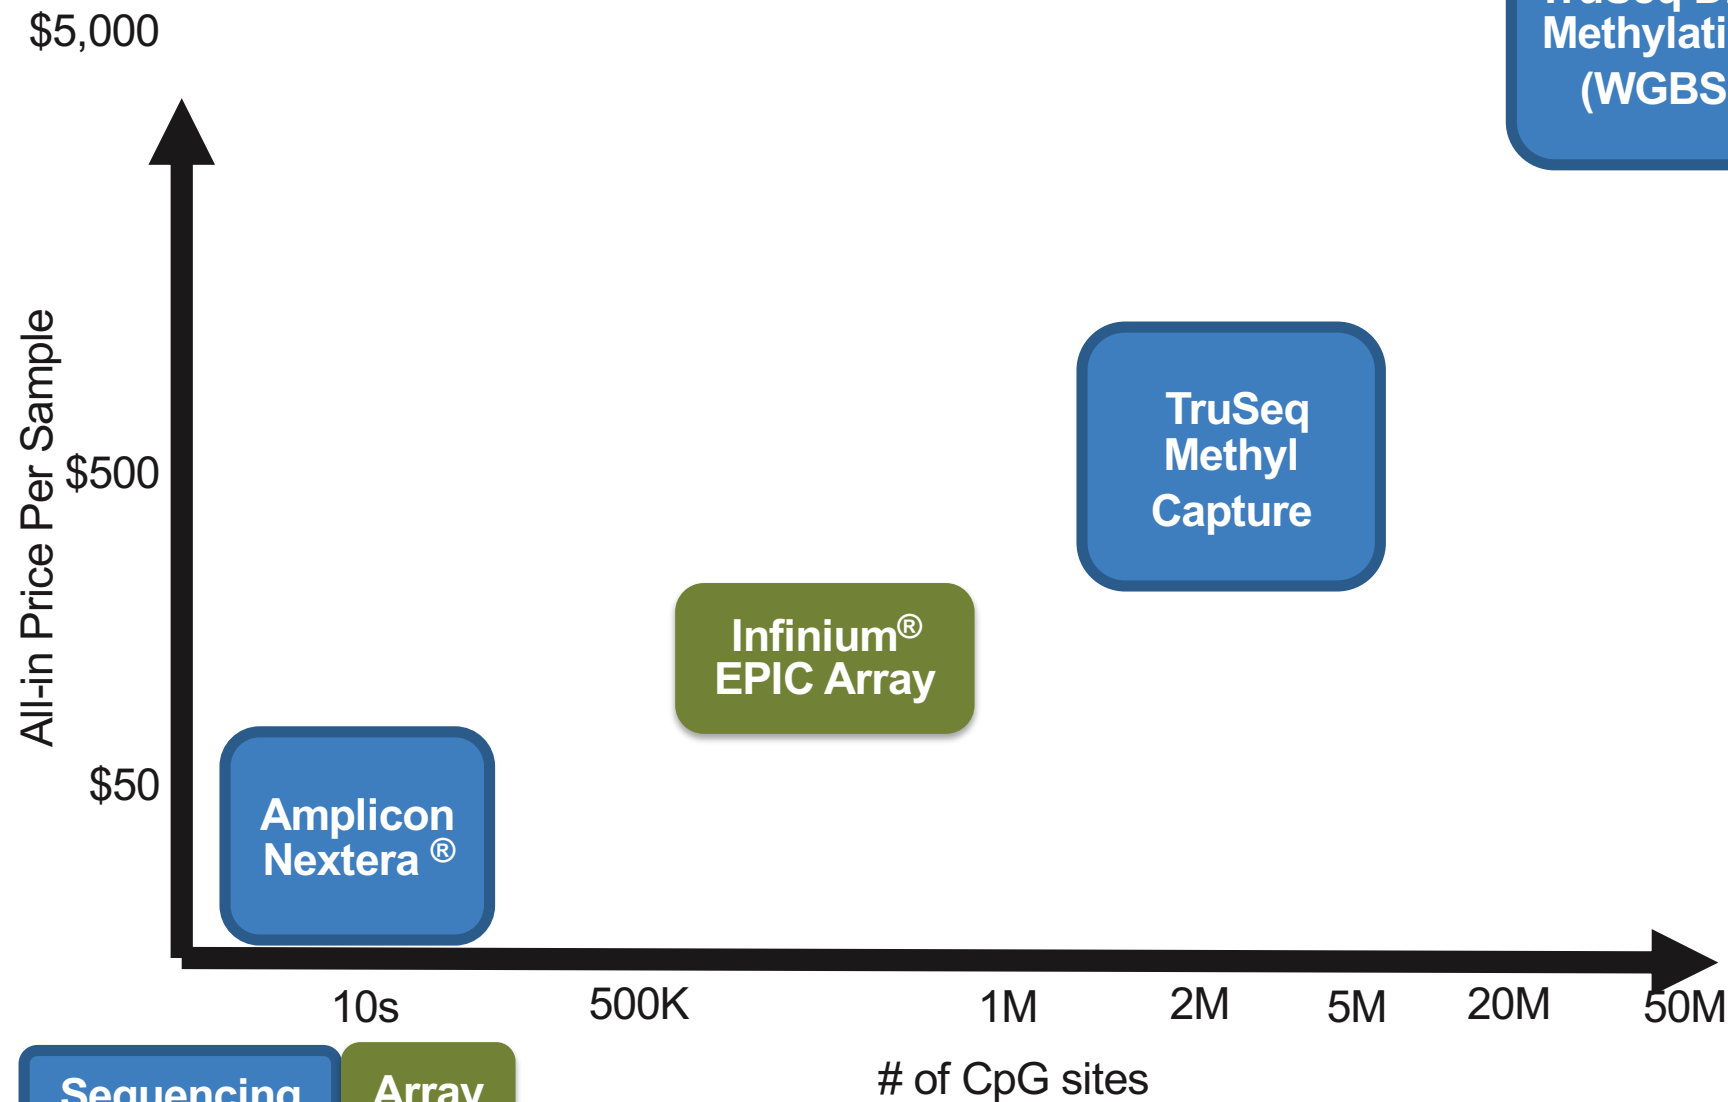 $5,000
Methylati
(WGBS
All-in Price Per Sample
$500
TruSeq
Methyl
Capture
Infinium®
EPIC Array
$50
Amplicon
Nextera ®
10s 500K 1M 2M 5M 20M 50M
# of CpG sites
Sequencing
Array